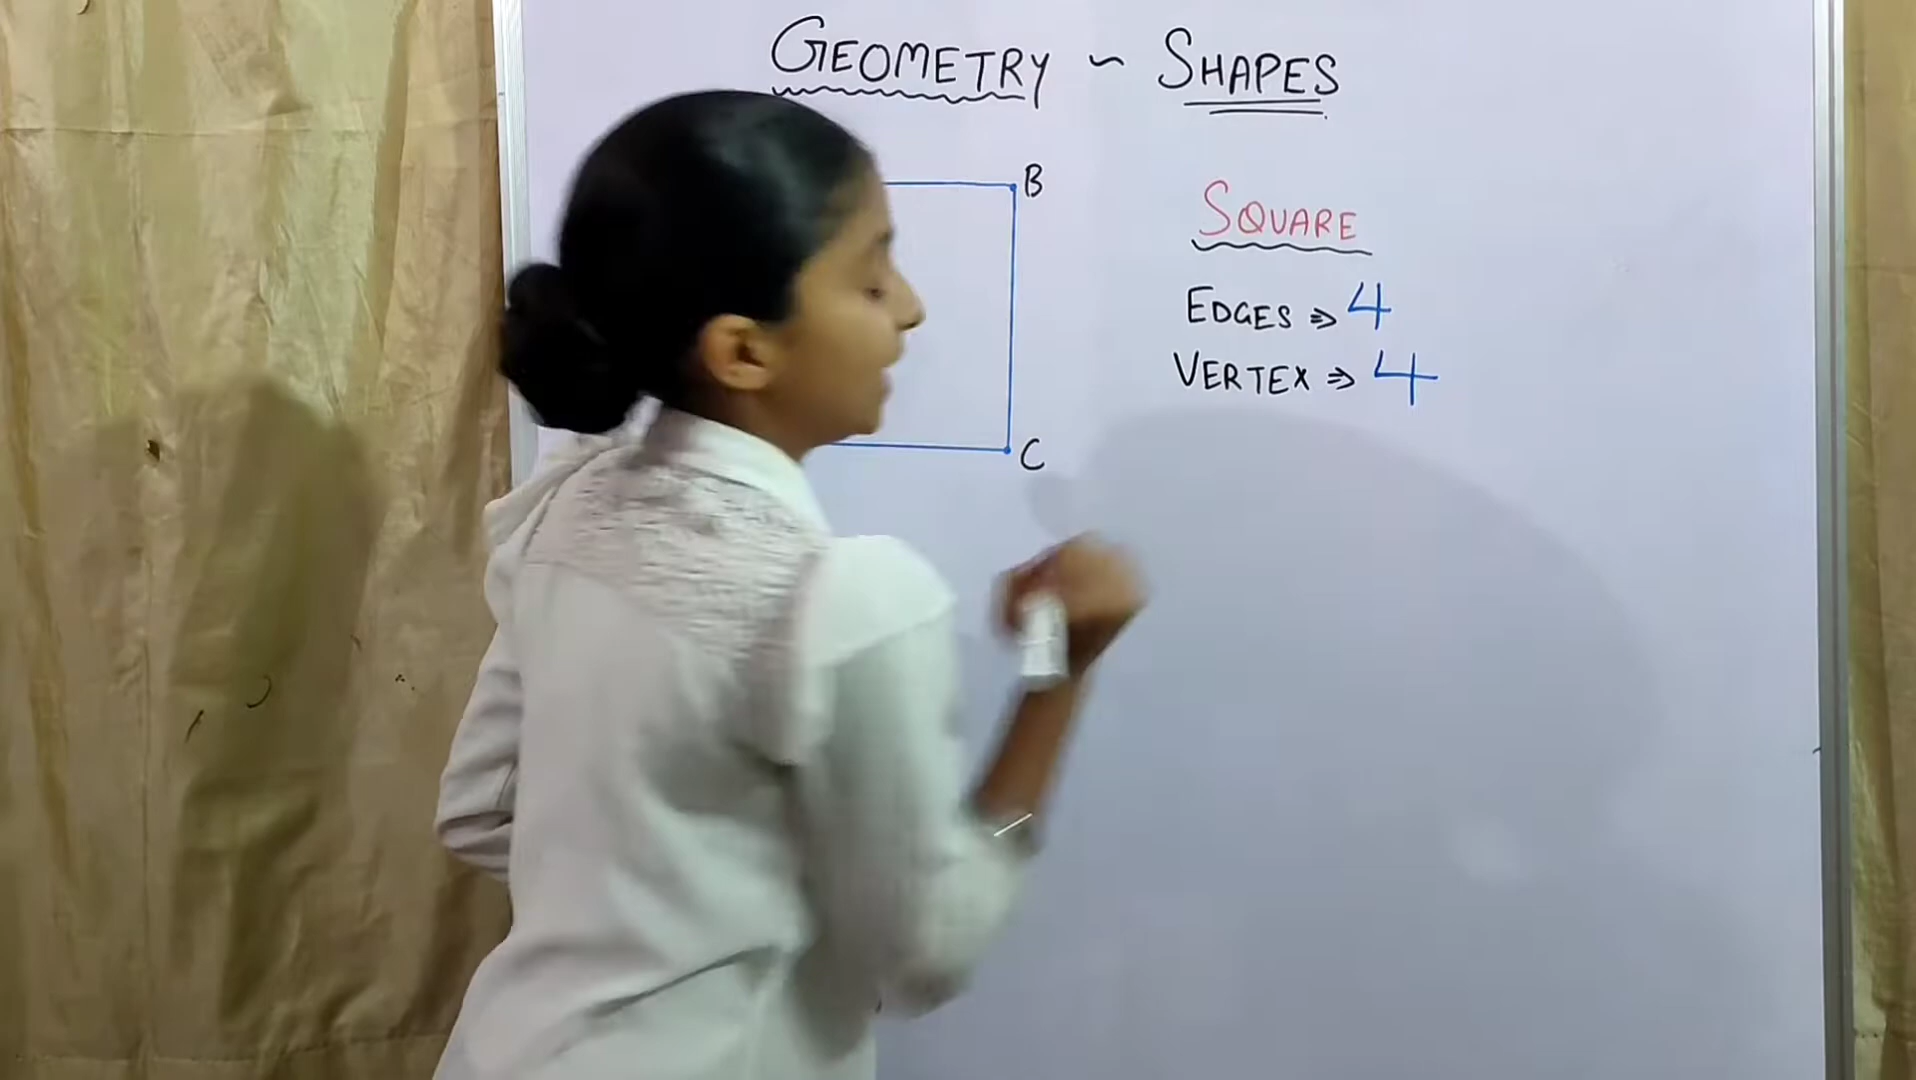 GEOMETRY ~ SHAPES
B
SQUARE
EDGES ⇒ 4
VERTEX ⇒ 4
C